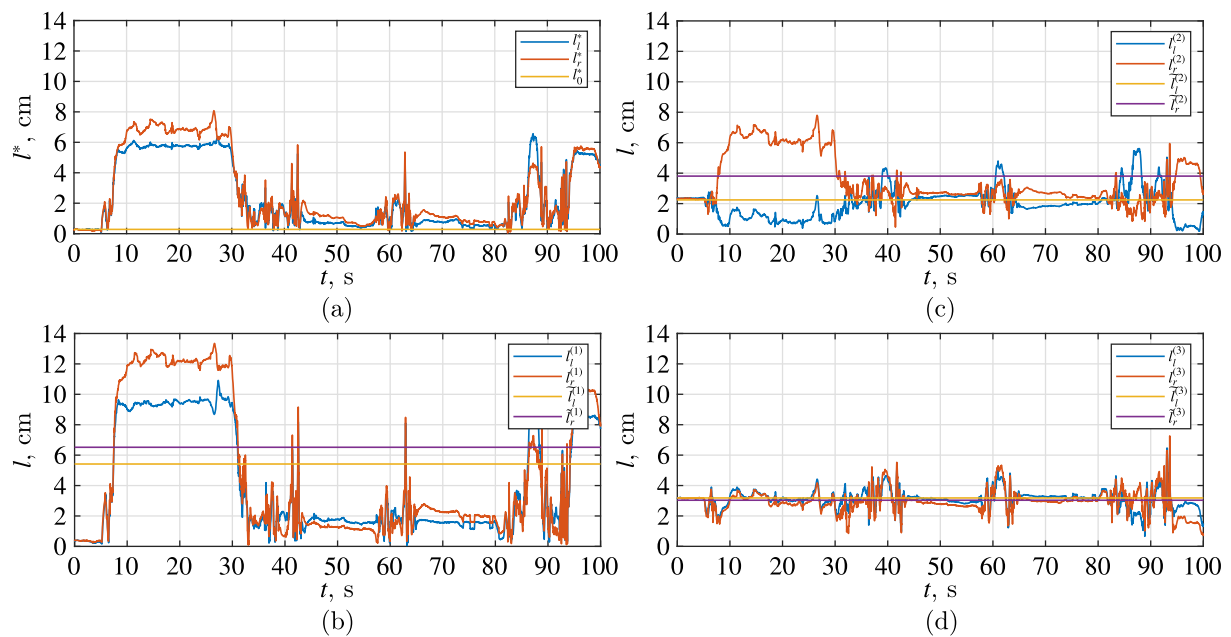 14
12
10
8
6
4
2
0
l*, cm
l_l^*
l_r^*
l_0^*
0 10 20 30 40 50 60 70 80 90 100
t, s
(a)
14
12
10
8
6
4
2
0
l, cm
l_l^{(2)}
l_r^{(2)}
l̃_l^{(2)}
l̃_r^{(2)}
0 10 20 30 40 50 60 70 80 90 100
t, s
(c)
14
12
10
8
6
4
2
0
l, cm
l_l^{(1)}
l_r^{(1)}
l̃_l^{(1)}
l̃_r^{(1)}
0 10 20 30 40 50 60 70 80 90 100
t, s
(b)
14
12
10
8
6
4
2
0
l, cm
l_l^{(3)}
l_r^{(3)}
l̃_l^{(3)}
l̃_r^{(3)}
0 10 20 30 40 50 60 70 80 90 100
t, s
(d)